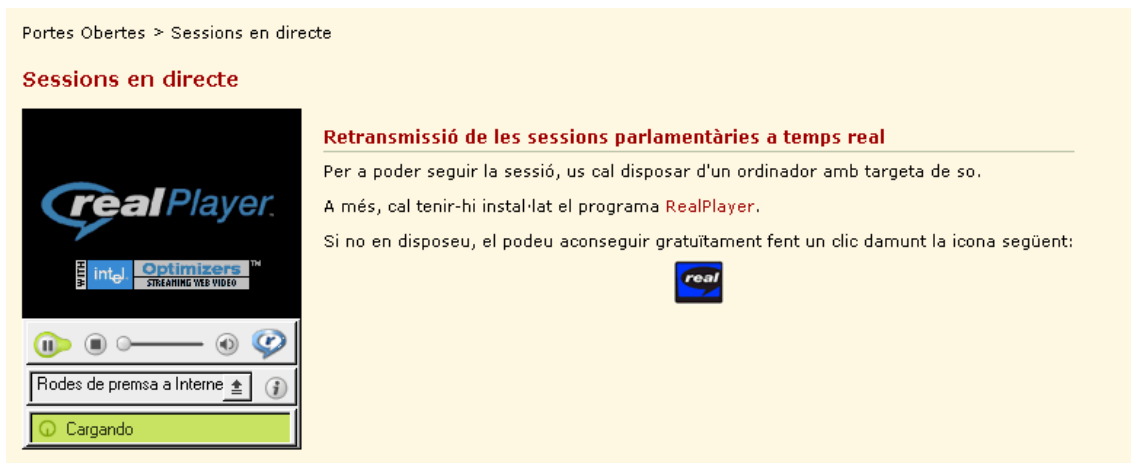 Portes Obertes > Sessions en directe
Sessions en directe
Retransmissió de les sessions parlamentàries a temps real
Per a poder seguir la sessió, us cal disposar d'un ordinador amb targeta de so.
A més, cal tenir-hi instal·lat el programa RealPlayer.
Si no en disposeu, el podeu aconseguir gratuïtament fent un clic damunt la icona següent:
real
realPlayer.
WITH intel. Optimizers™
STREAMING WEB VIDEO
Rodes de premsa a Interne
Cargando